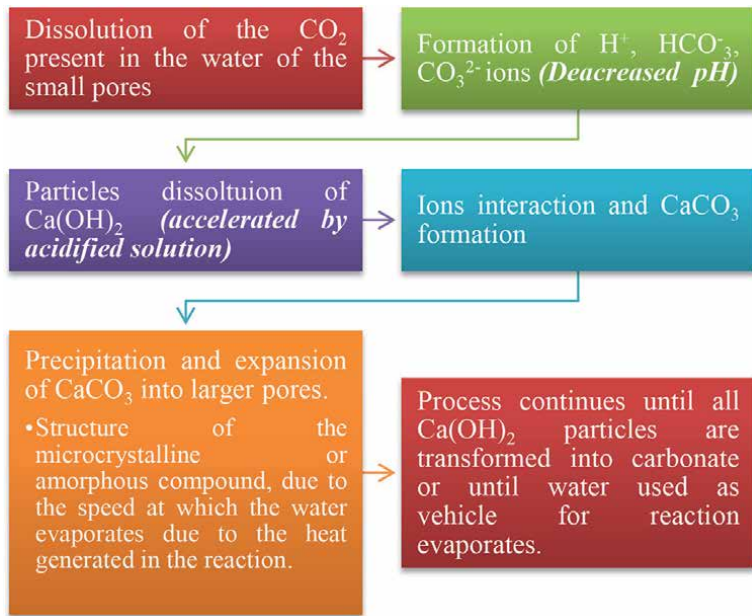 Dissolution of the CO₂
present in the water of the
small pores
Formation of H⁺, HCO⁻₃,
CO₃²⁻ ions (Deacreased pH)
Particles dissoltuion of
Ca(OH)₂ (accelerated by
acidified solution)
Ions interaction and CaCO₃
formation
Precipitation and expansion
of CaCO₃ into larger pores.
•Structure of the
microcrystalline or
amorphous compound, due to
the speed at which the water
evaporates due to the heat
generated in the reaction.
Process continues until all
Ca(OH)₂ particles are
transformed into carbonate
or until water used as
vehicle for reaction
evaporates.